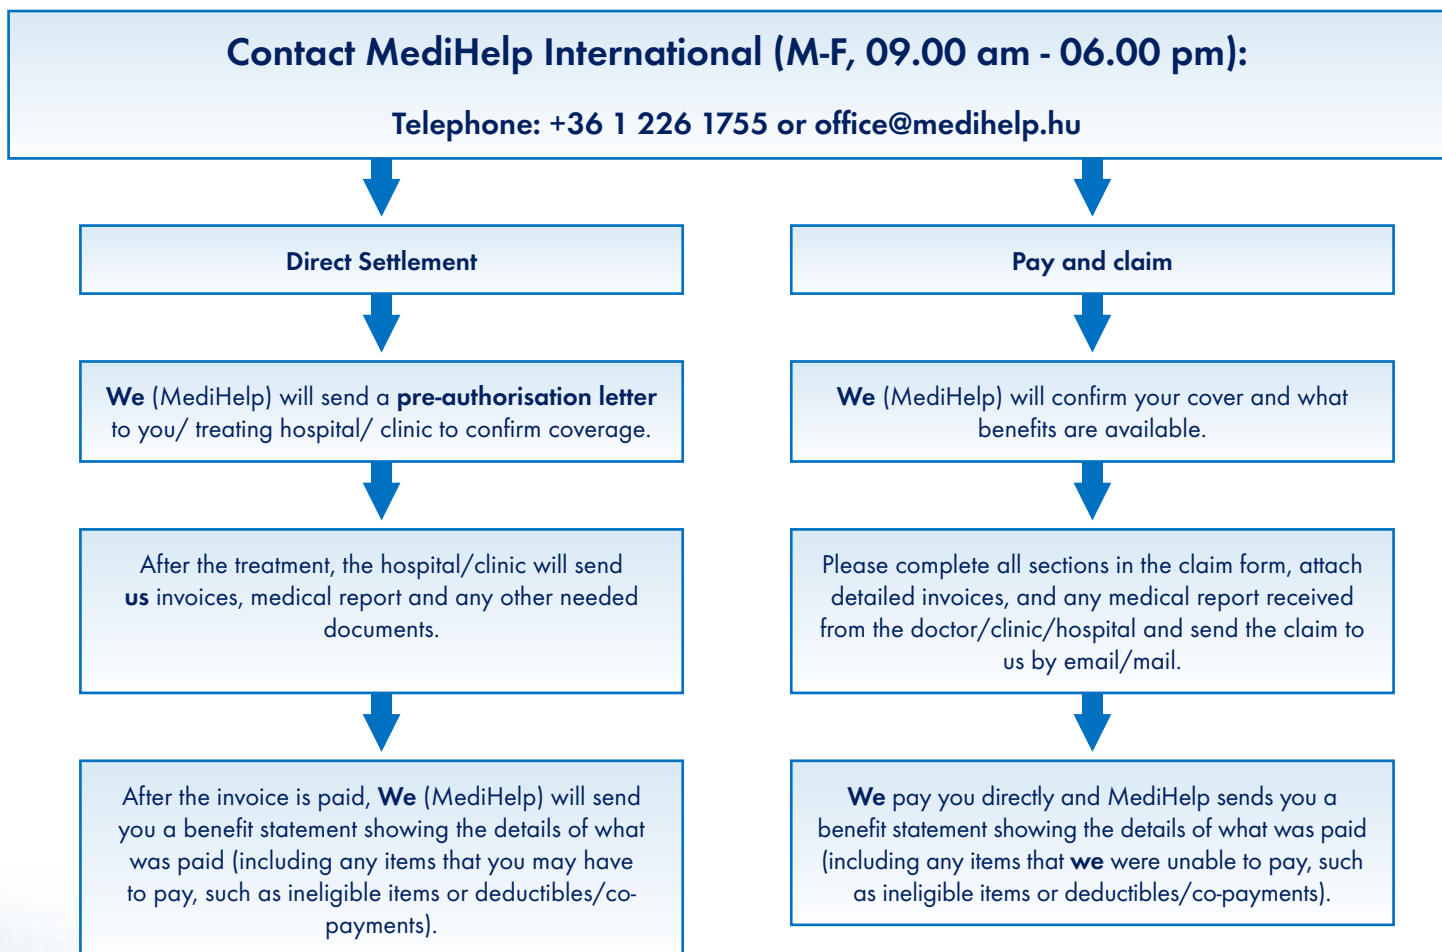 Contact MediHelp International (M-F, 09.00 am - 06.00 pm):
Telephone: +36 1 226 1755 or office@medihelp.hu
Direct Settlement
We (MediHelp) will send a pre-authorisation letter
to you/ treating hospital/ clinic to confirm coverage.
After the treatment, the hospital/clinic will send
us invoices, medical report and any other needed
documents.
After the invoice is paid, We (MediHelp) will send
you a benefit statement showing the details of what
was paid (including any items that you may have
to pay, such as ineligible items or deductibles/co-
payments).
Pay and claim
We (MediHelp) will confirm your cover and what
benefits are available.
Please complete all sections in the claim form, attach
detailed invoices, and any medical report received
from the doctor/clinic/hospital and send the claim to
us by email/mail.
We pay you directly and MediHelp sends you a
benefit statement showing the details of what was paid
(including any items that we were unable to pay, such
as ineligible items or deductibles/co-payments).